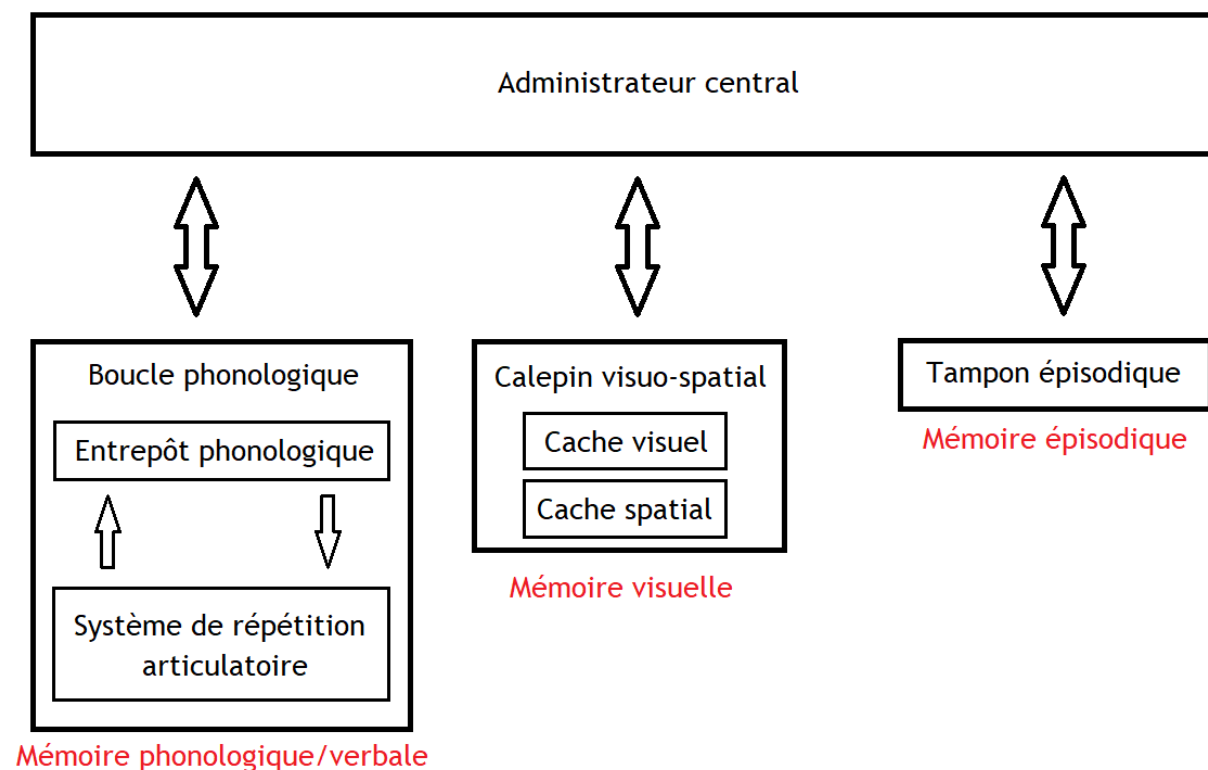 Administrateur central
Boucle phonologique
Entrepôt phonologique
Système de répétition
articulatoire
Mémoire phonologique/verbale
Calepin visuo-spatial
Cache visuel
Cache spatial
Mémoire visuelle
Tampon épisodique
Mémoire épisodique